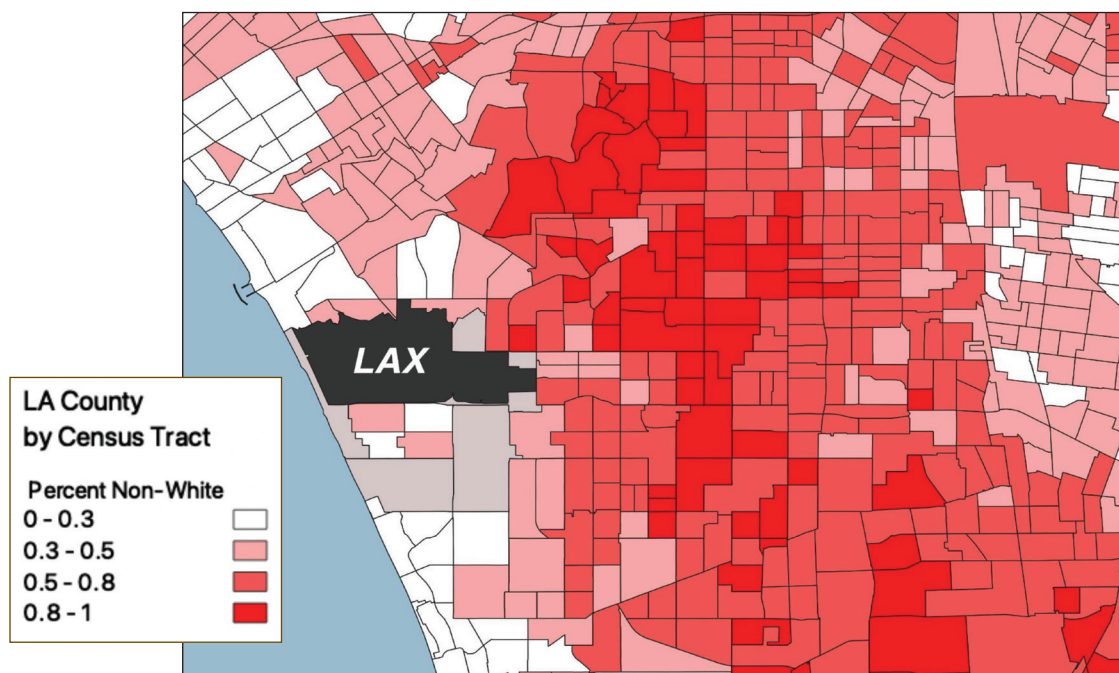 LAX
LA County
by Census Tract
Percent Non-White
0 - 0.3
0.3 - 0.5
0.5 - 0.8
0.8 - 1